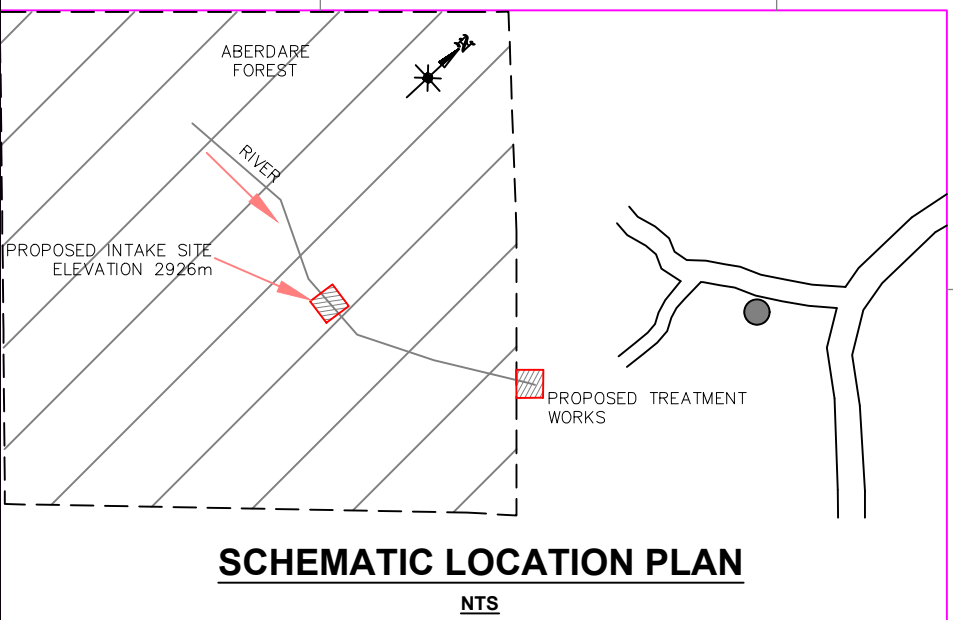 ABERDARE
FOREST
N
RIVER
PROPOSED INTAKE SITE
ELEVATION 2926m
PROPOSED TREATMENT
WORKS
SCHEMATIC LOCATION PLAN
NTS